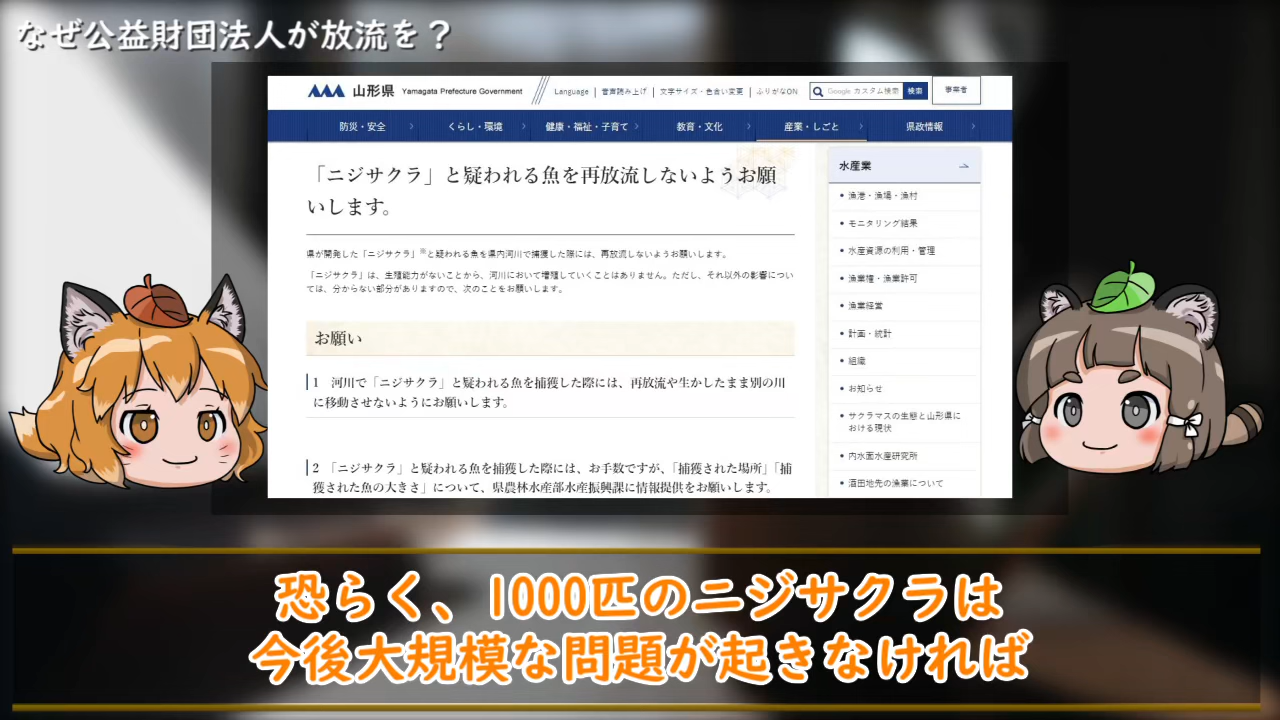 なぜ公益財団法人が放流を？
山形県 Yamagata Prefecture Government
Language
音声読み上げ
文字サイズ・色合い変更
ふりがなON
Google カスタム検索
検索
事業者
防災・安全
くらし・環境
健康・福祉・子育て
教育・文化
産業・しごと
県政情報
「ニジサクラ」と疑われる魚を再放流しないようお願
いします。
県が開発した「ニジサクラ」※と疑われる魚を県内河川で捕獲した際には、再放流しないようお願いします。
「ニジサクラ」は、生殖能力がないことから、河川において増殖していくことはありません。ただし、それ以外の影響につい
ては、分からない部分がありますので、次のことをお願いします。
お願い
1 河川で「ニジサクラ」と疑われる魚を捕獲した際には、再放流や生かしたまま別の川
に移動させないようにお願いします。
2 「ニジサクラ」と疑われる魚を捕獲した際には、お手数ですが、「捕獲された場所」「捕
獲された魚の大きさ」について、県農林水産部水産振興課に情報提供をお願いします。
水産業
漁港・漁場・漁村
モニタリング結果
水産資源の利用・管理
漁業権・漁業許可
漁業経営
計画・統計
組織
お知らせ
サクラマスの生態と山形県に
おける現状
内水面水産研究所
酒田地先の漁業について
恐らく、1000匹のニジサクラは
今後大規模な問題が起きなければ